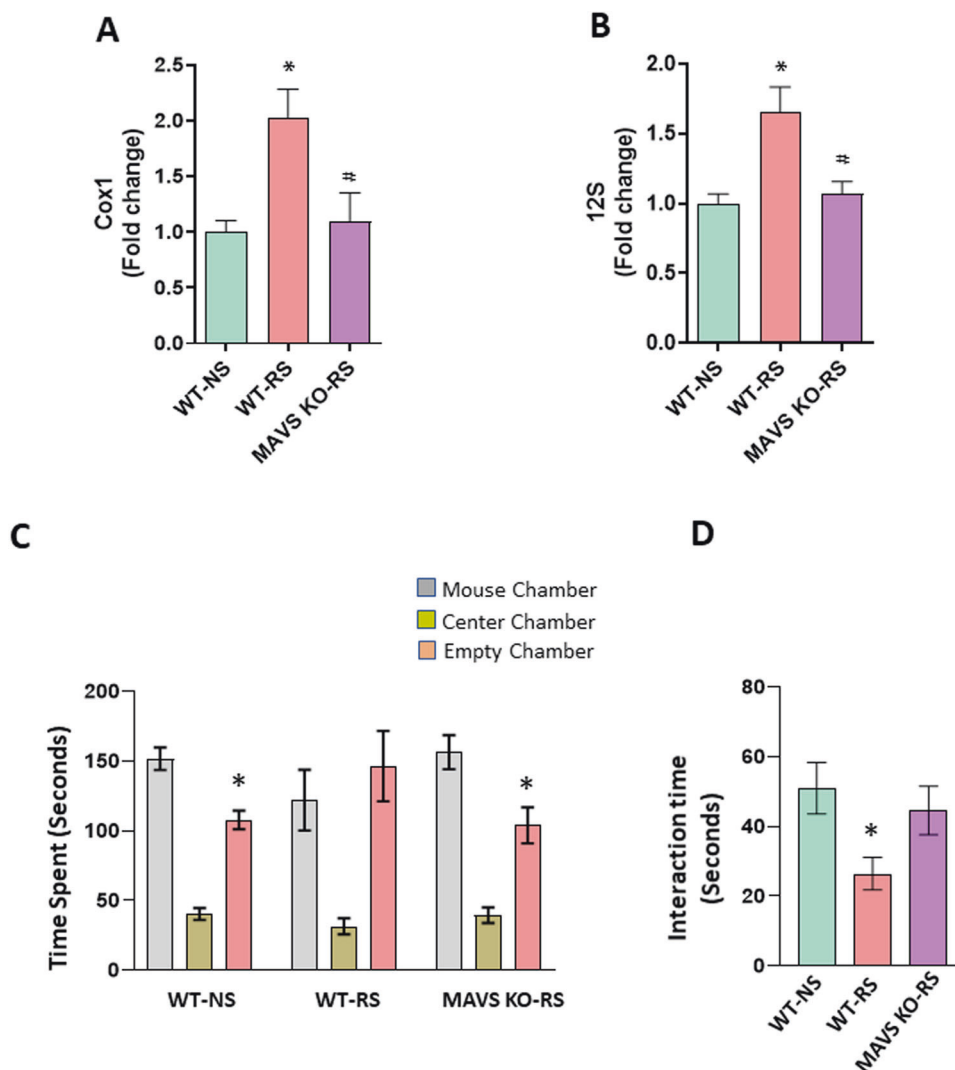 A
Cox1
(Fold change)
2.5
2.0
1.5
1.0
0.5
0.0
*
#
WT-NS
WT-RS
MAVS KO-RS
B
12S
(Fold change)
2.0
1.5
1.0
0.5
0.0
*
#
WT-NS
WT-RS
MAVS KO-RS
C
Mouse Chamber
Center Chamber
Empty Chamber
Time Spent (Seconds)
200
150
100
50
0
*
*
WT-NS
WT-RS
MAVS KO-RS
D
Interaction time
(Seconds)
80
60
40
20
0
*
WT-NS
WT-RS
MAVS KO-RS